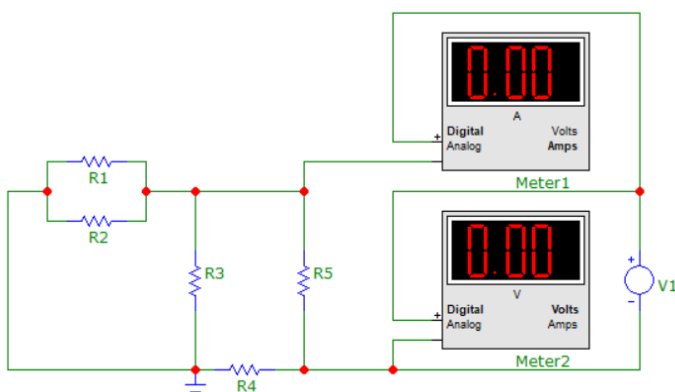 0.00
A
+ Digital Volts
Analog Amps
Meter1
R1
R2
R3
R5
0.00
V
+ Digital Volts
Analog Amps
Meter2
+
-
V1
R4